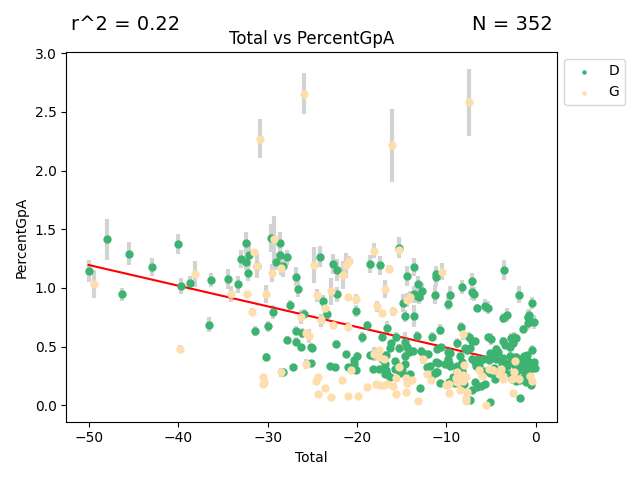 r^2 = 0.22
N = 352
Total vs PercentGpA
D
G
3.0
2.5
2.0
1.5
1.0
0.5
0.0
PercentGpA
−50
−40
−30
−20
−10
0
Total